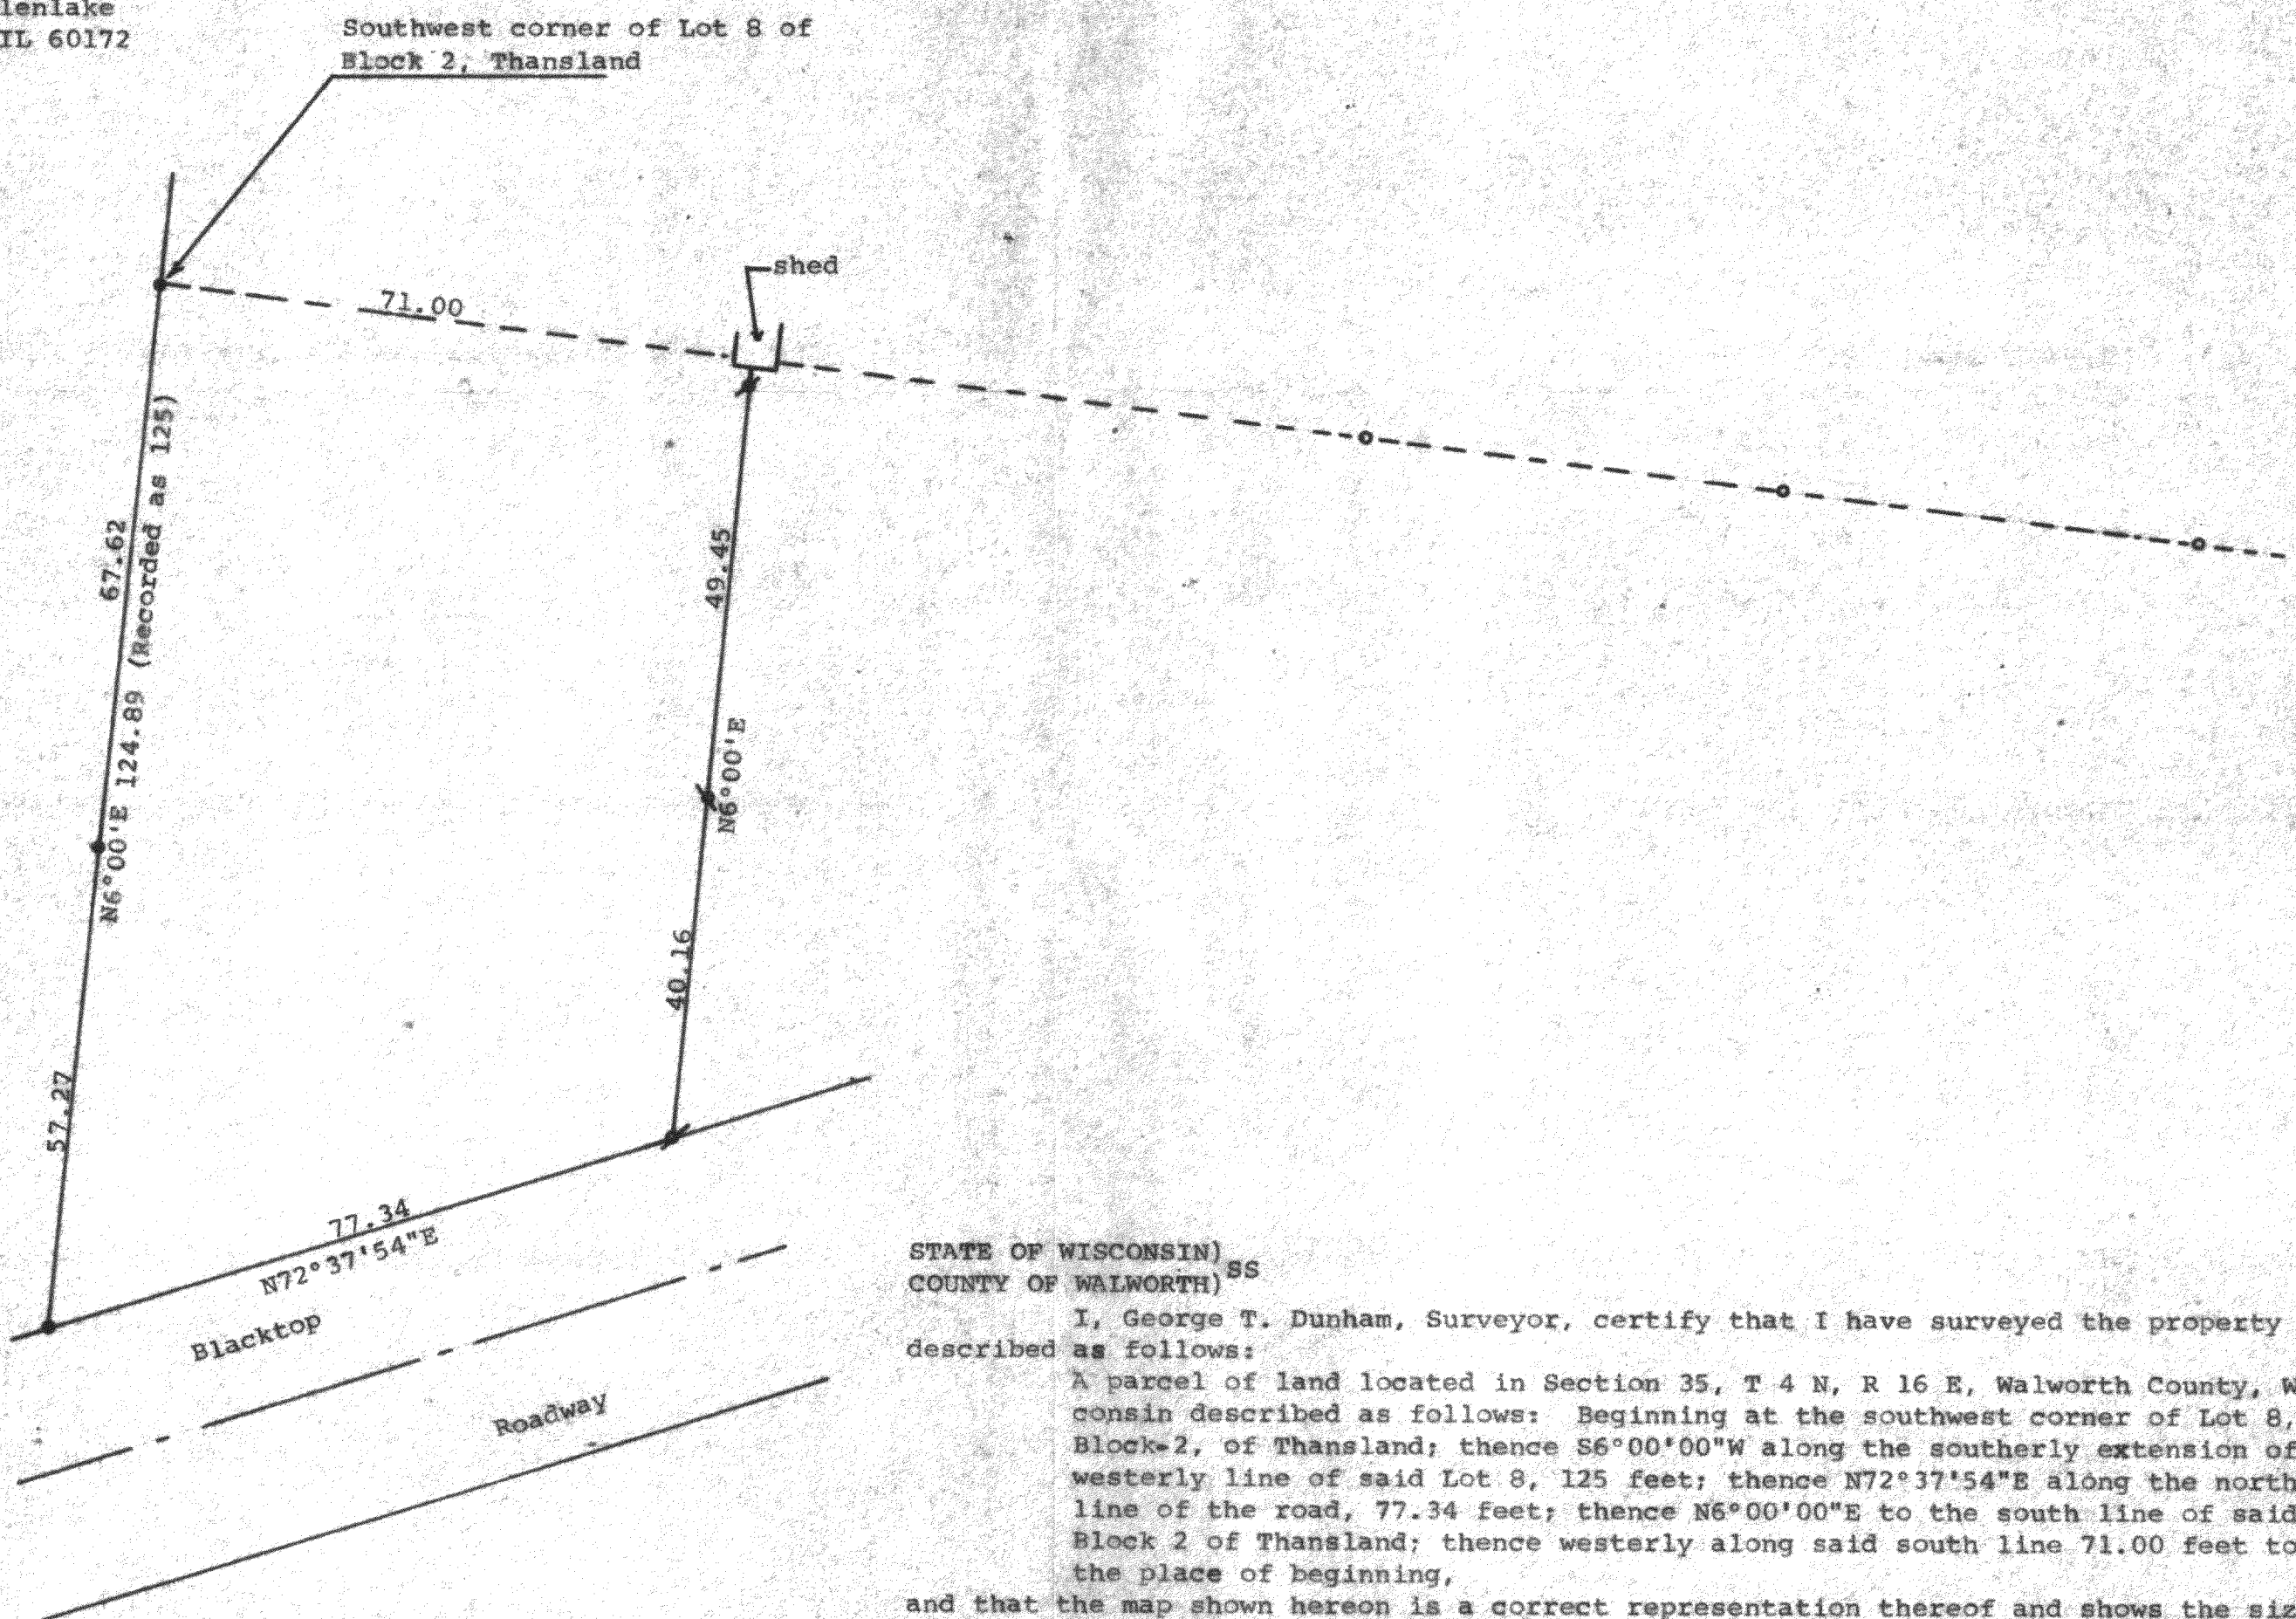 lenlake
IL 60172
Southwest corner of Lot 8 of
Block 2, Thansland
shed
71.00
67.62
N6°00'E 124.89 (Recorded as 125)
49.45
N6°00'E
40.16
57.27
77.34
N72°37'54"E
Blacktop
Roadway
STATE OF WISCONSIN)
COUNTY OF WALWORTH)SS
I, George T. Dunham, Surveyor, certify that I have surveyed the property
described as follows:
A parcel of land located in Section 35, T 4 N, R 16 E, Walworth County, W
consin described as follows: Beginning at the southwest corner of Lot 8,
Block-2, of Thansland; thence S6°00'00"W along the southerly extension of
westerly line of said Lot 8, 125 feet; thence N72°37'54"E along the north
line of the road, 77.34 feet; thence N6°00'00"E to the south line of said
Block 2 of Thansland; thence westerly along said south line 71.00 feet to
the place of beginning,
and that the map shown hereon is a correct representation thereof and shows the siz